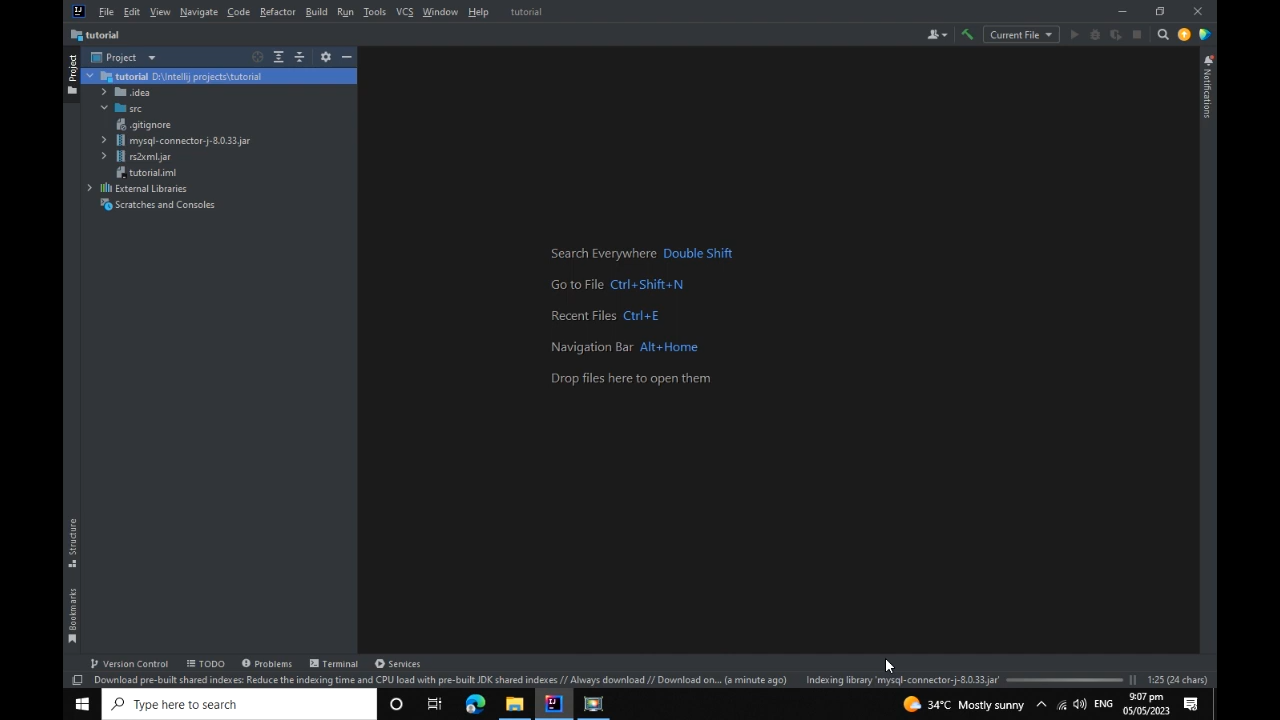 File Edit View Navigate Code Refactor Build Run Tools VCS Window Help tutorial
tutorial Current File
Project
Project
tutorial D:\Intellij projects\tutorial
.idea
src
.gitignore
mysql-connector-j-8.0.33.jar
rs2xml.jar
tutorial.iml
External Libraries
Scratches and Consoles
Notifications
Search Everywhere Double Shift
Go to File Ctrl+Shift+N
Recent Files Ctrl+E
Navigation Bar Alt+Home
Drop files here to open them
Structure
Bookmarks
Version Control TODO Problems Terminal Services
Download pre-built shared indexes: Reduce the indexing time and CPU load with pre-built JDK shared indexes // Always download // Download on... (a minute ago) Indexing library 'mysql-connector-j-8.0.33.jar' 1:25 (24 chars)
Type here to search 34°C Mostly sunny ENG 9:07 pm
05/05/2023